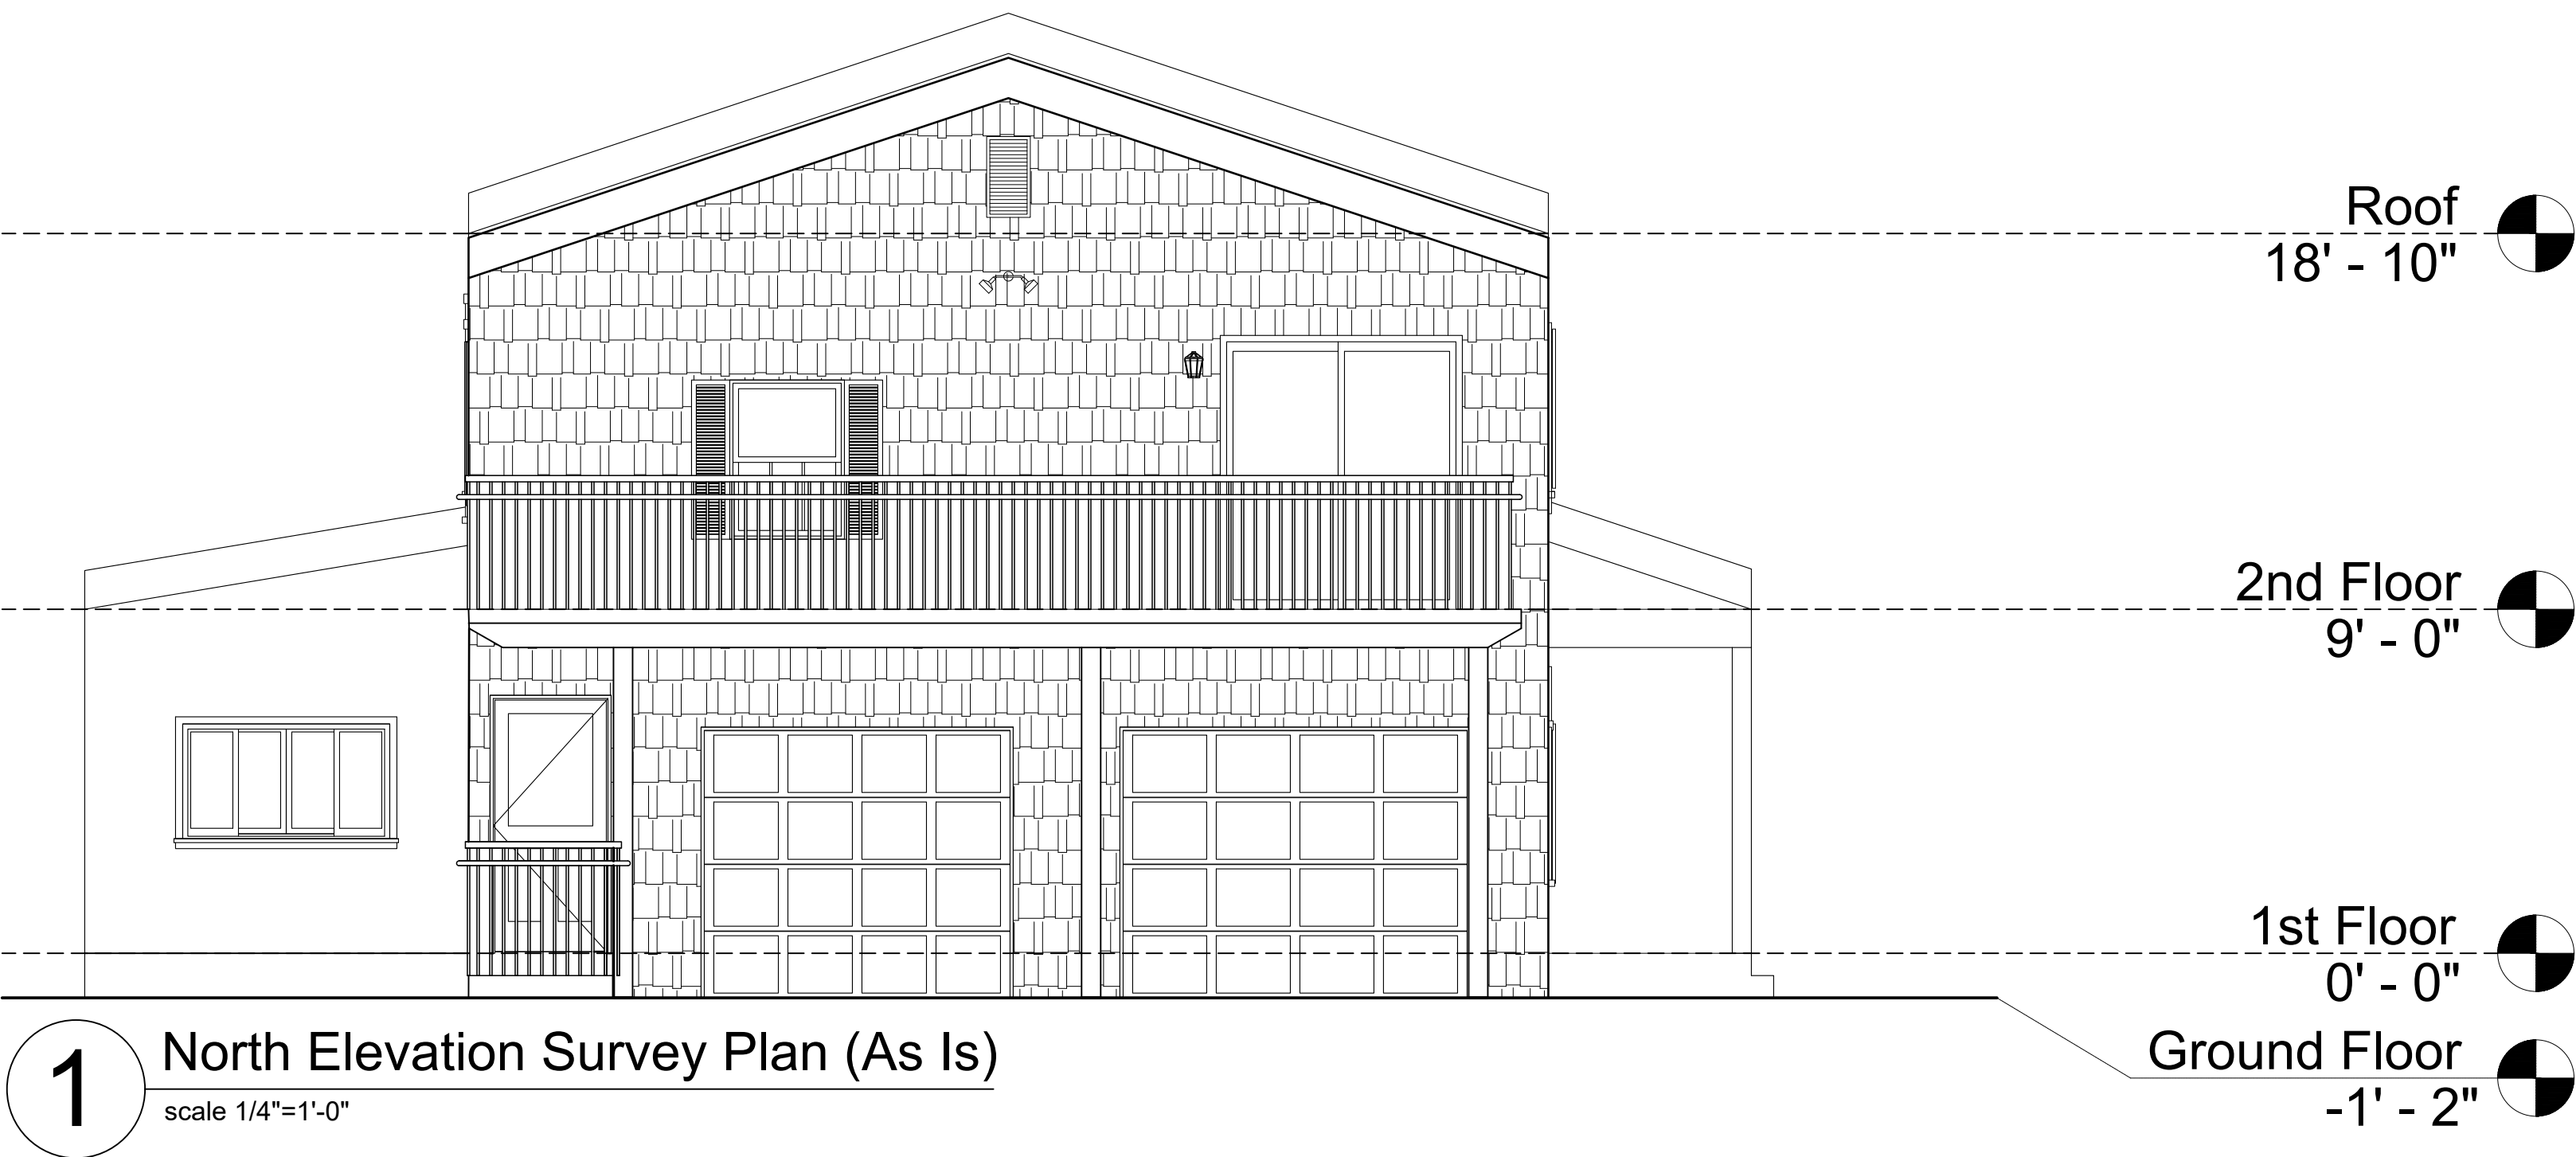 Roof
18' - 10"
2nd Floor
9' - 0"
1st Floor
0' - 0"
Ground Floor
-1' - 2"
1
North Elevation Survey Plan (As Is)
scale 1/4"=1'-0"